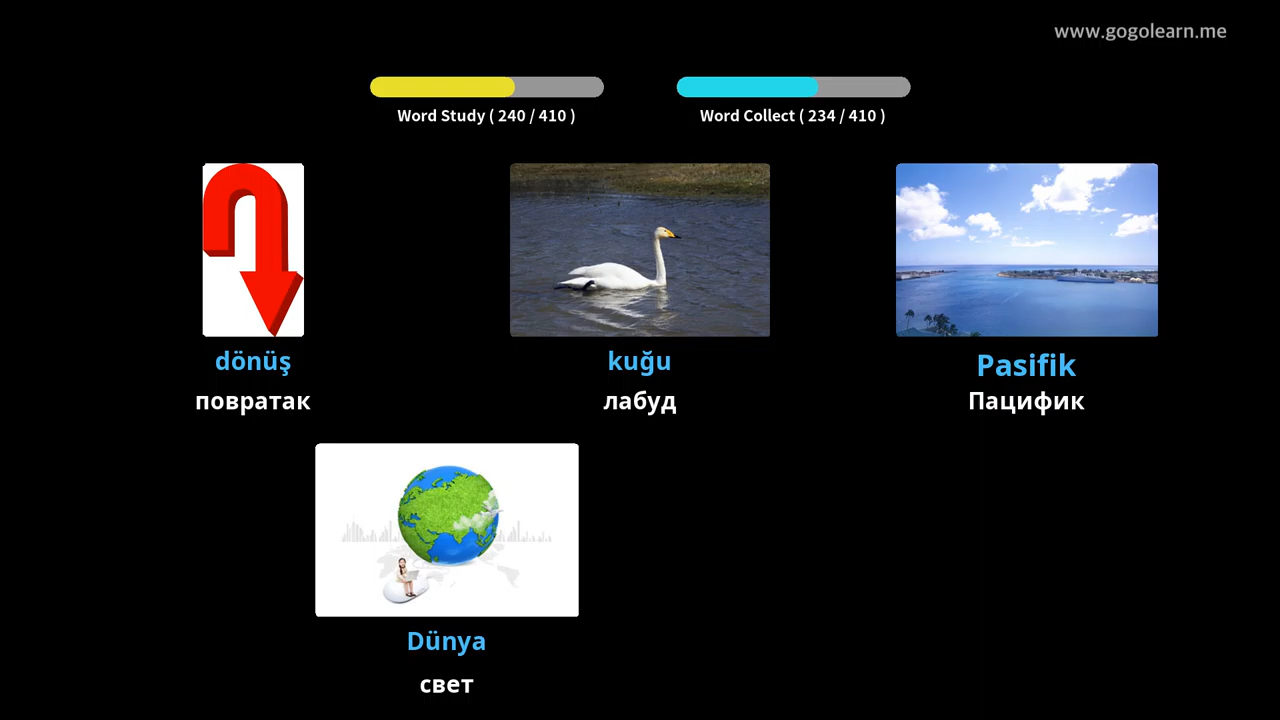 www.gogolearn.me
Word Study ( 240 / 410 )
Word Collect ( 234 / 410 )
dönüş
kuğu
Pasifik
повратак
лабуд
Пацифик
Dünya
свет